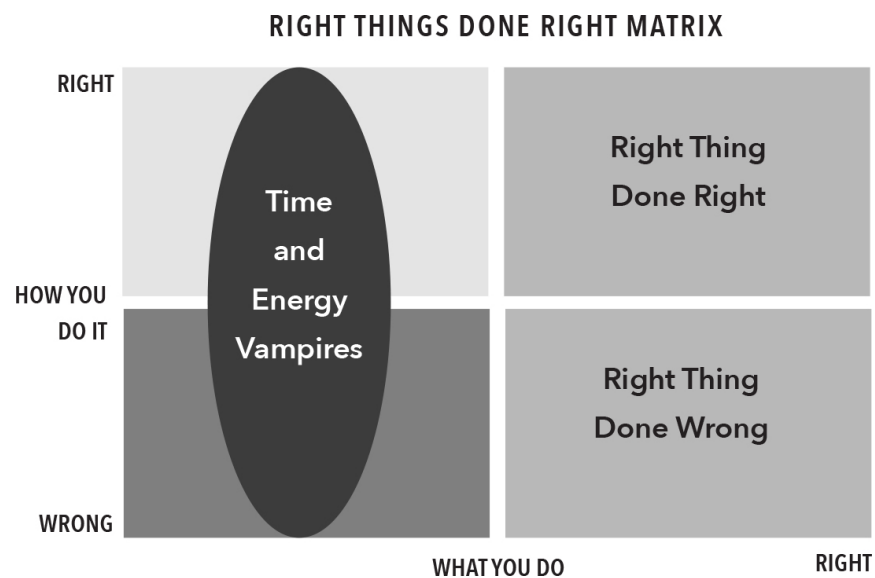 RIGHT THINGS DONE RIGHT MATRIX
RIGHT
Time
and
Energy
Vampires
Right Thing
Done Right
HOW YOU
DO IT
Right Thing
Done Wrong
WRONG
WHAT YOU DO
RIGHT